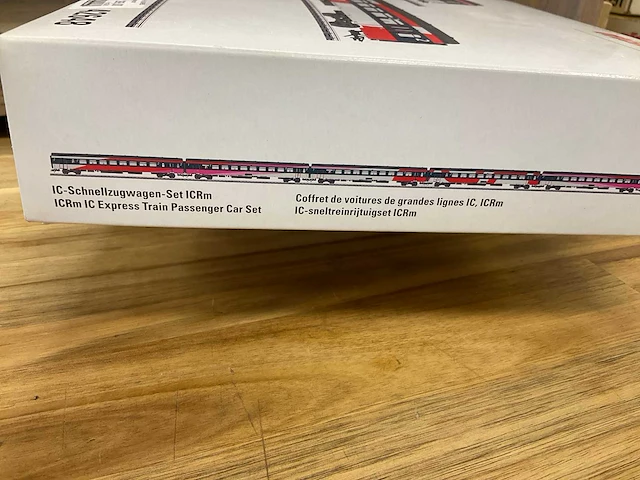 IC-Schnellzugwagen-Set ICRm
ICRm IC Express Train Passenger Car Set
Coffret de voitures de grandes lignes IC, ICRm
IC-sneltreinrijtuigset ICRm